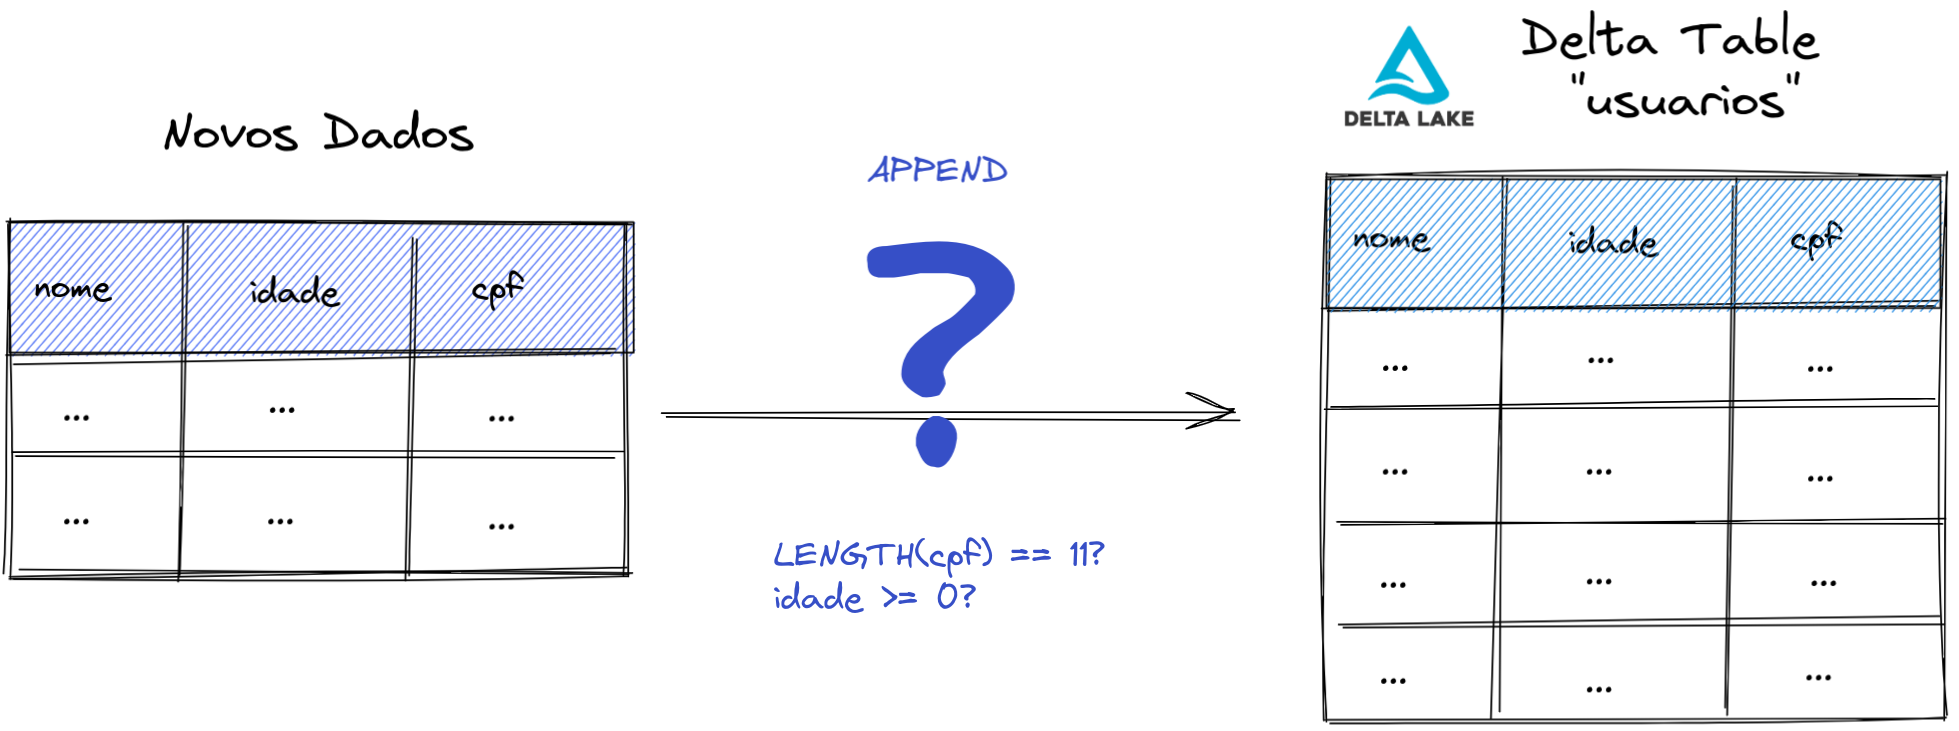 Novos Dados
nome idade cpf
... ... ...
... ... ...
APPEND
?
LENGTH(cpf) == 11?
idade >= 0?
DELTA LAKE
Delta Table
"usuarios"
nome idade cpf
... ... ...
... ... ...
... ... ...
... ... ...